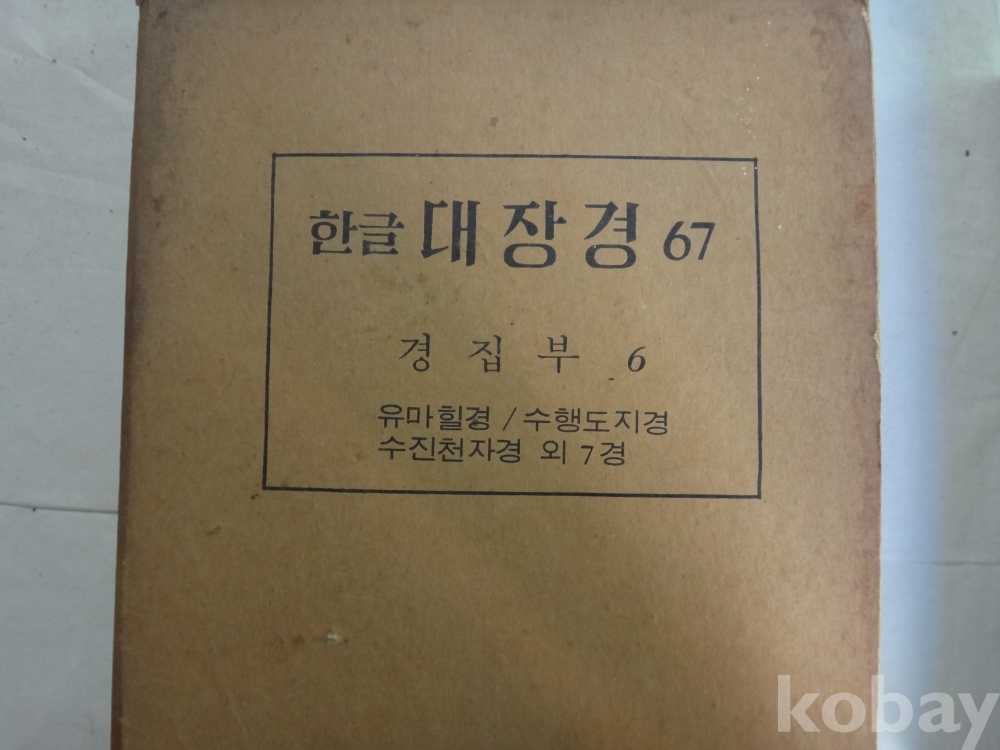 한글 대장경 67
경집부 6
유마힐경 / 수행도지경
수진천자경 외 7경
kobay